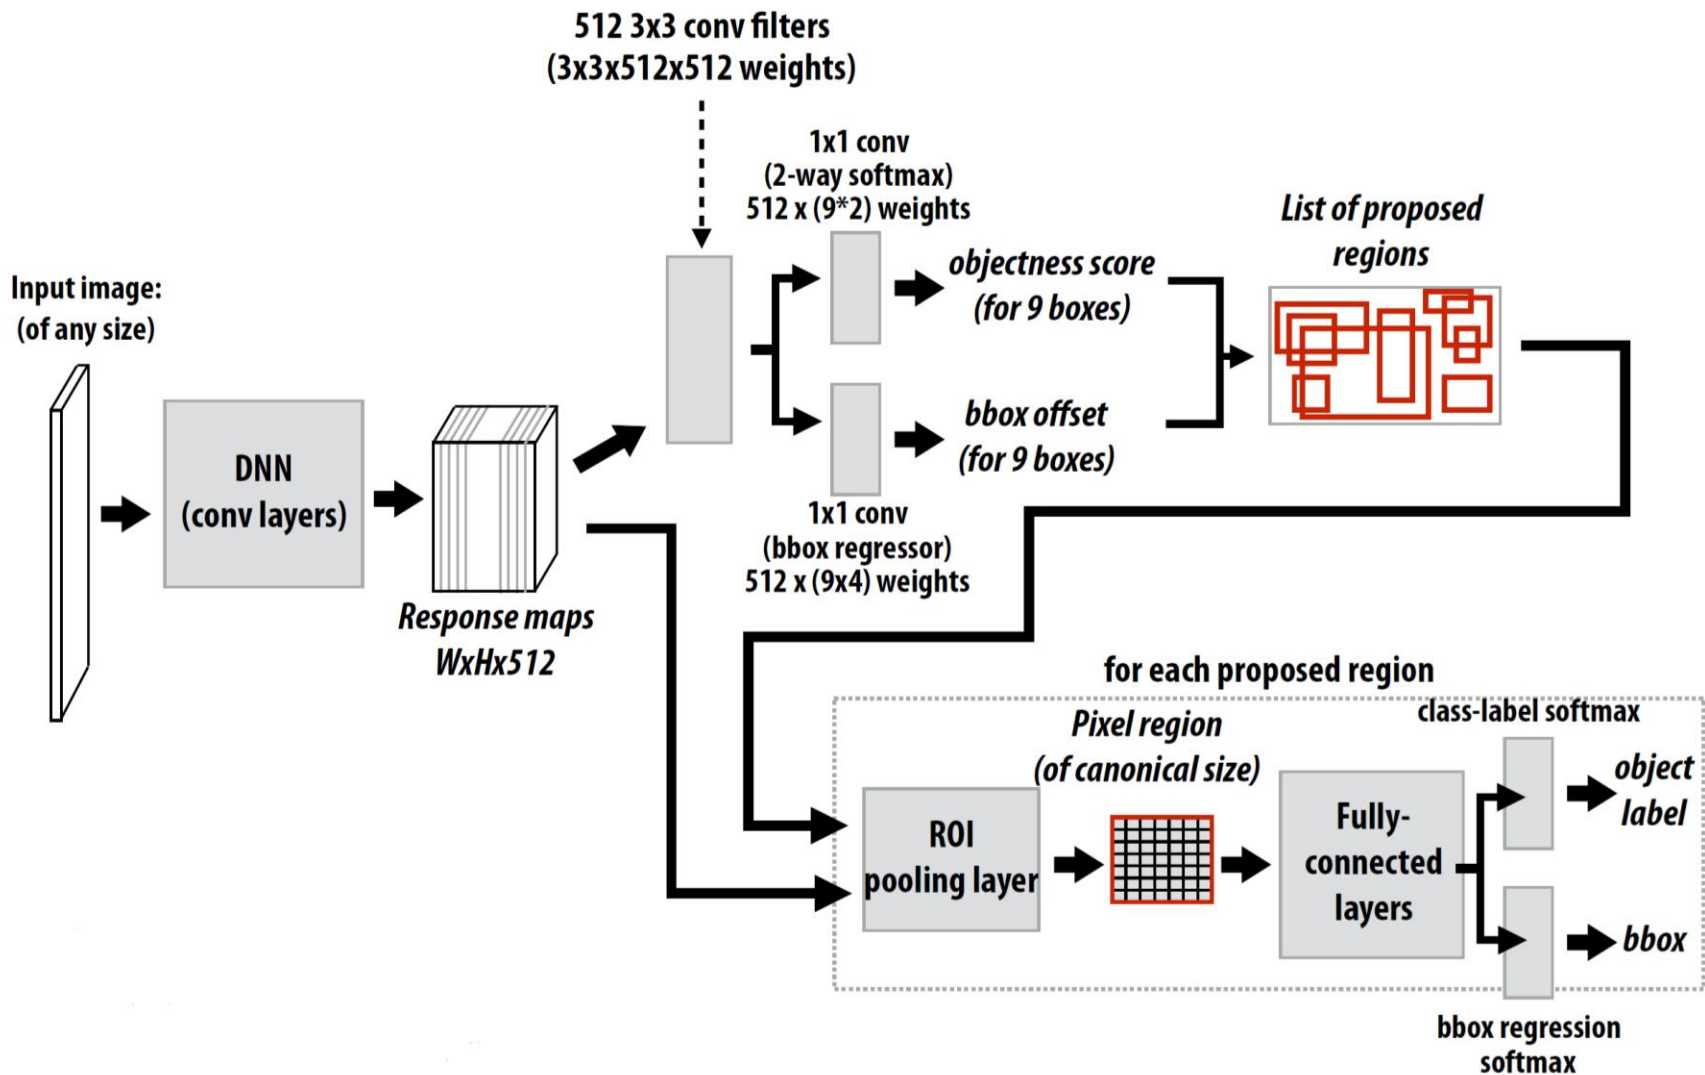 512 3x3 conv filters
(3x3x512x512 weights)
1x1 conv
(2-way softmax)
512 x (9*2) weights
List of proposed
regions
objectness score
(for 9 boxes)
Input image:
(of any size)
bbox offset
(for 9 boxes)
DNN
(conv layers)
1x1 conv
(bbox regressor)
512 x (9x4) weights
Response maps
WxHx512
for each proposed region
class-label softmax
Pixel region
(of canonical size)
object
label
ROI
pooling layer
Fully-
connected
layers
bbox
bbox regression
softmax